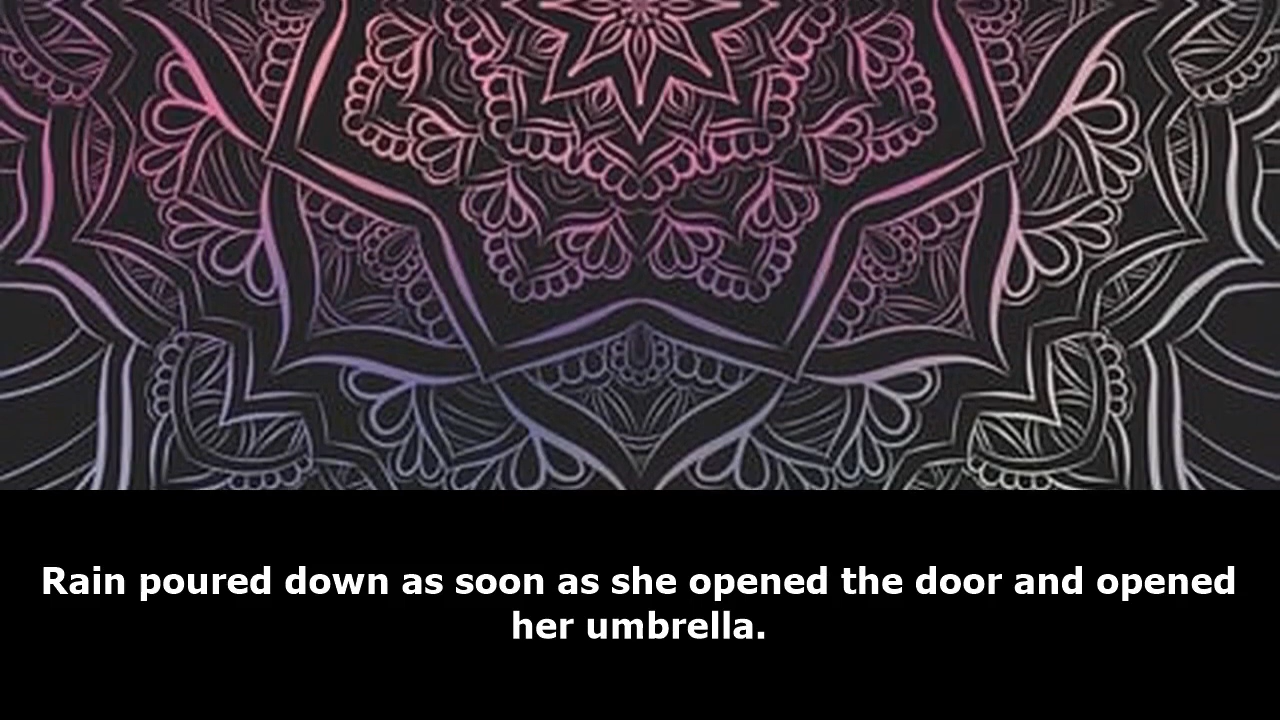 Rain poured down as soon as she opened the door and opened
her umbrella.